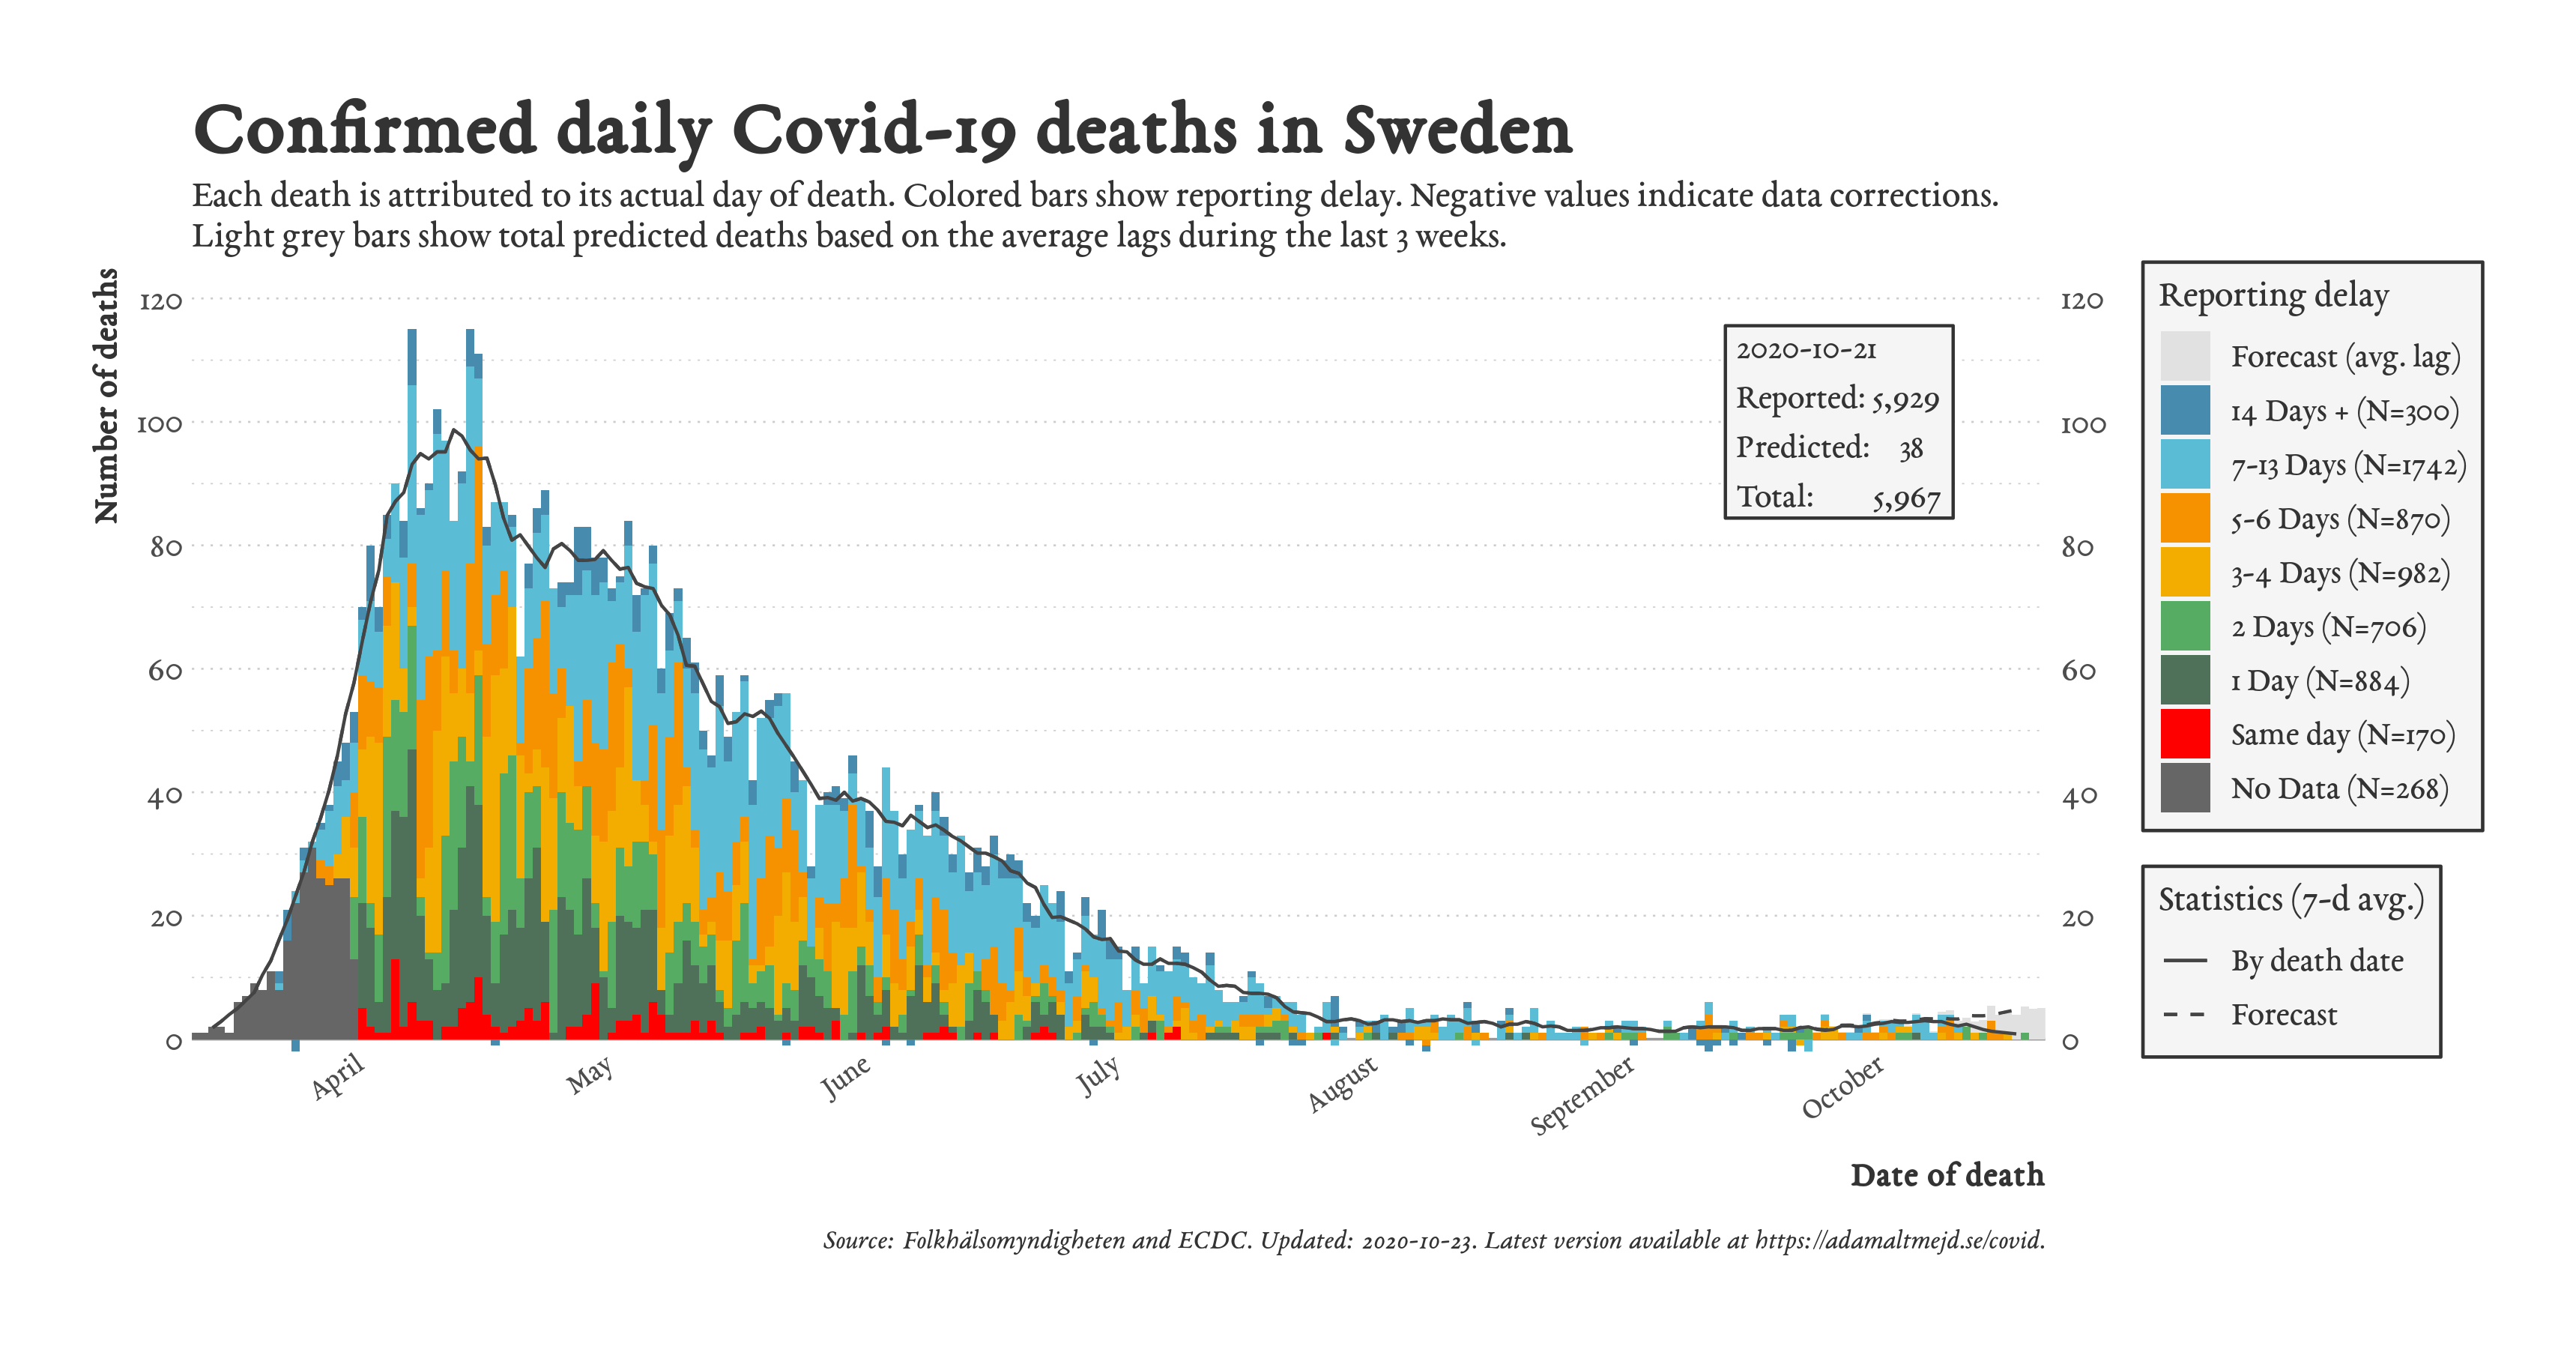 Confirmed daily Covid-19 deaths in Sweden
Each death is attributed to its actual day of death. Colored bars show reporting delay. Negative values indicate data corrections.
Light grey bars show total predicted deaths based on the average lags during the last 3 weeks.
Number of deaths
120
100
80
60
40
20
0
2020-10-21
Reported: 5,929
Predicted: 38
Total: 5,967
120
100
80
60
40
20
0
April
May
June
July
August
September
October
Date of death
Reporting delay
Forecast (avg. lag)
14 Days + (N=300)
7-13 Days (N=1742)
5-6 Days (N=870)
3-4 Days (N=982)
2 Days (N=706)
1 Day (N=884)
Same day (N=170)
No Data (N=268)
Statistics (7-d avg.)
By death date
Forecast
Source: Folkhälsomyndigheten and ECDC. Updated: 2020-10-23. Latest version available at https://adamaltmejd.se/covid.